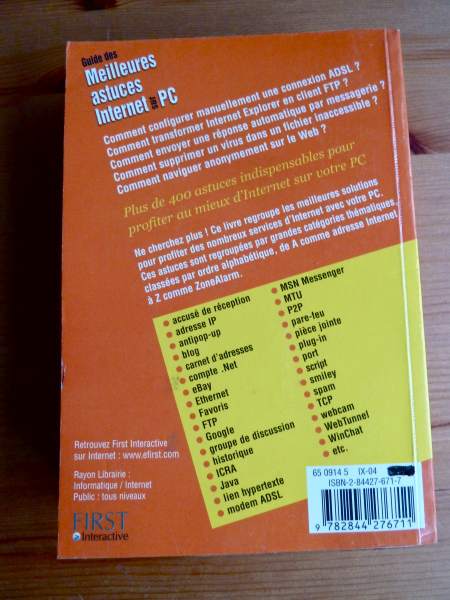 Guide des
Meilleures
astuces
Internet sur PC
Comment configurer manuellement une connexion ADSL ?
Comment transformer Internet Explorer en client FTP ?
Comment envoyer une réponse automatique par messagerie ?
Comment supprimer un virus dans un fichier inaccessible ?
Comment naviguer anonymement sur le Web ?
Plus de 400 astuces indispensables pour
profiter au mieux d'Internet sur votre PC
Ne cherchez plus ! Ce livre regroupe les meilleures solutions
pour profiter des nombreux services d'Internet avec votre PC.
Ces astuces sont regroupées par grandes catégories thématiques,
classées par ordre alphabétique, de A comme adresse Internet
à Z comme ZoneAlarm.
accusé de réception
adresse IP
antipop-up
blog
carnet d'adresses
compte .Net
eBay
Ethernet
Favoris
FTP
Google
groupe de discussion
historique
ICRA
Java
lien hypertexte
modem ADSL
MSN Messenger
MTU
P2P
pare-feu
pièce jointe
plug-in
port
script
smiley
spam
TCP
webcam
WebTunnel
WinChat
etc.
Retrouvez First Interactive
sur Internet : www.efirst.com
Rayon Librairie :
Informatique / Internet
Public : tous niveaux
FIRST
Interactive
65 0914 5 IX-04
ISBN-2-84427-671-7
9 782844 276711